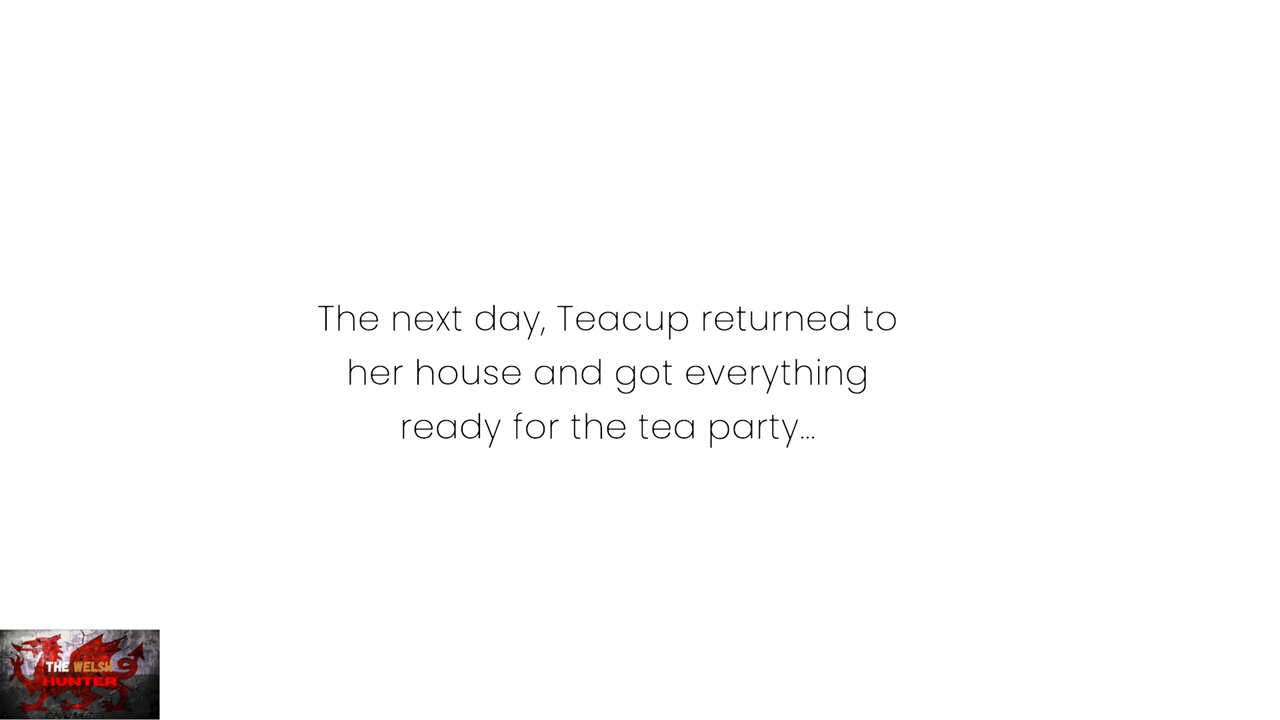 The next day, Teacup returned to
her house and got everything
ready for the tea party...
THE WELSH
HUNTER